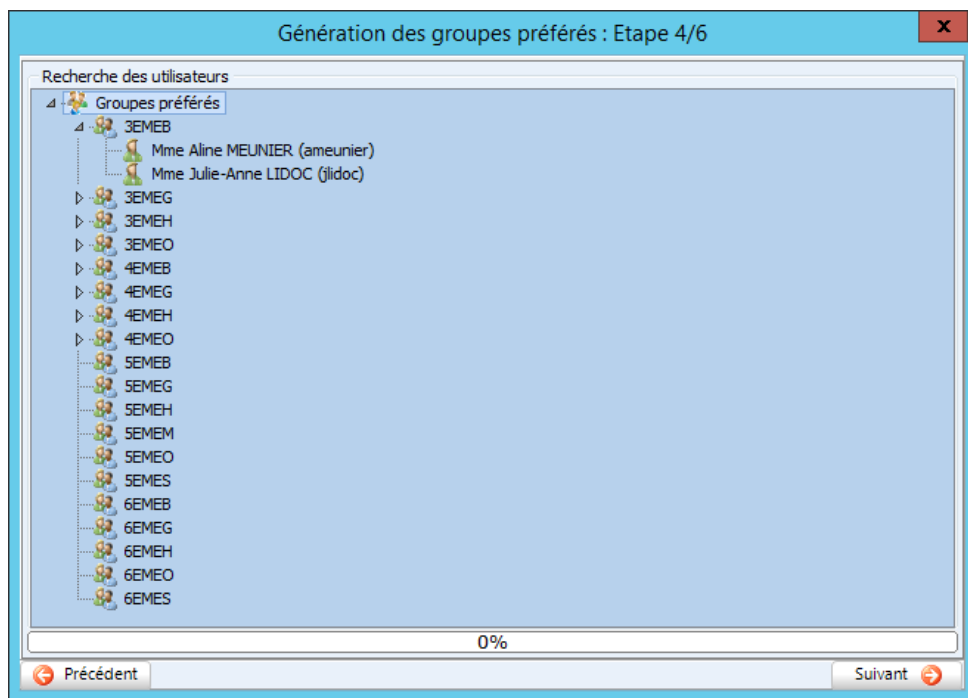 Génération des groupes préférés : Etape 4/6
x
Recherche des utilisateurs
Groupes préférés
3EMEB
Mme Aline MEUNIER (ameunier)
Mme Julie-Anne LIDOC (jlidoc)
3EMEG
3EMEH
3EMEO
4EMEB
4EMEG
4EMEH
4EMEO
5EMEB
5EMEG
5EMEH
5EMEM
5EMEO
5EMES
6EMEB
6EMEG
6EMEH
6EMEO
6EMES
0%
Précédent
Suivant